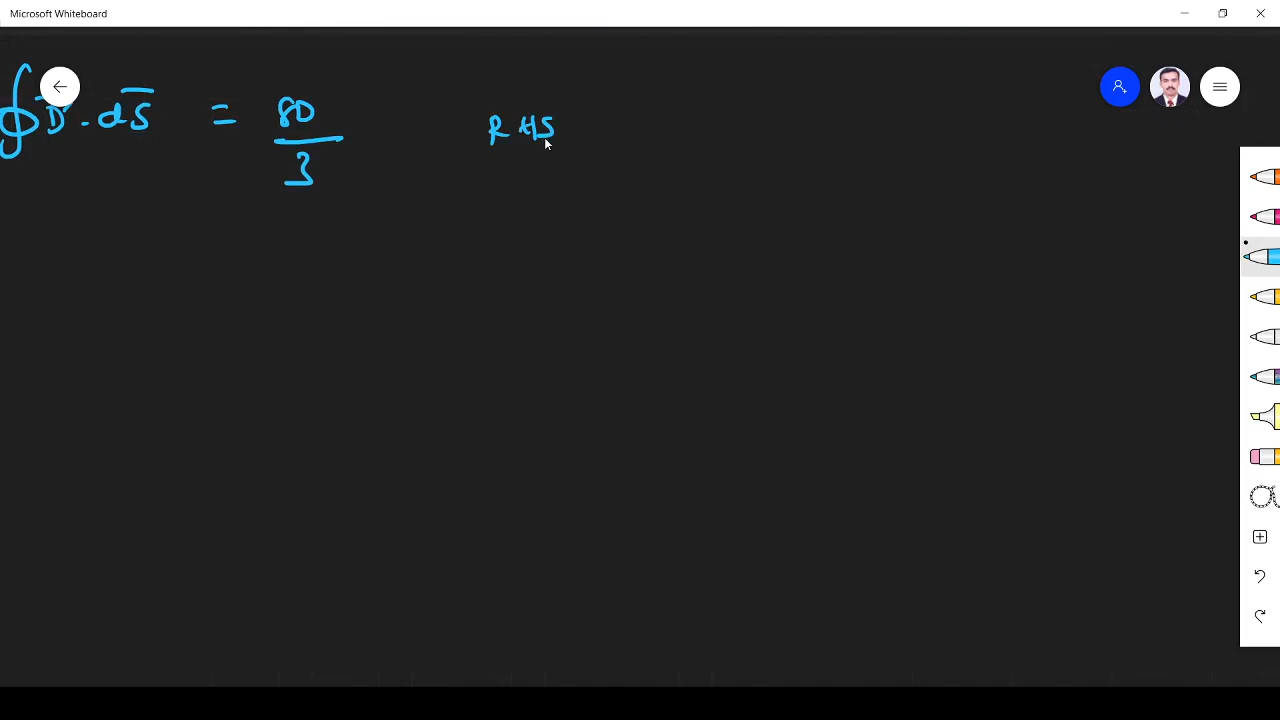 Microsoft Whiteboard
∮ D̅ . dS̅ = 80/3 RHS